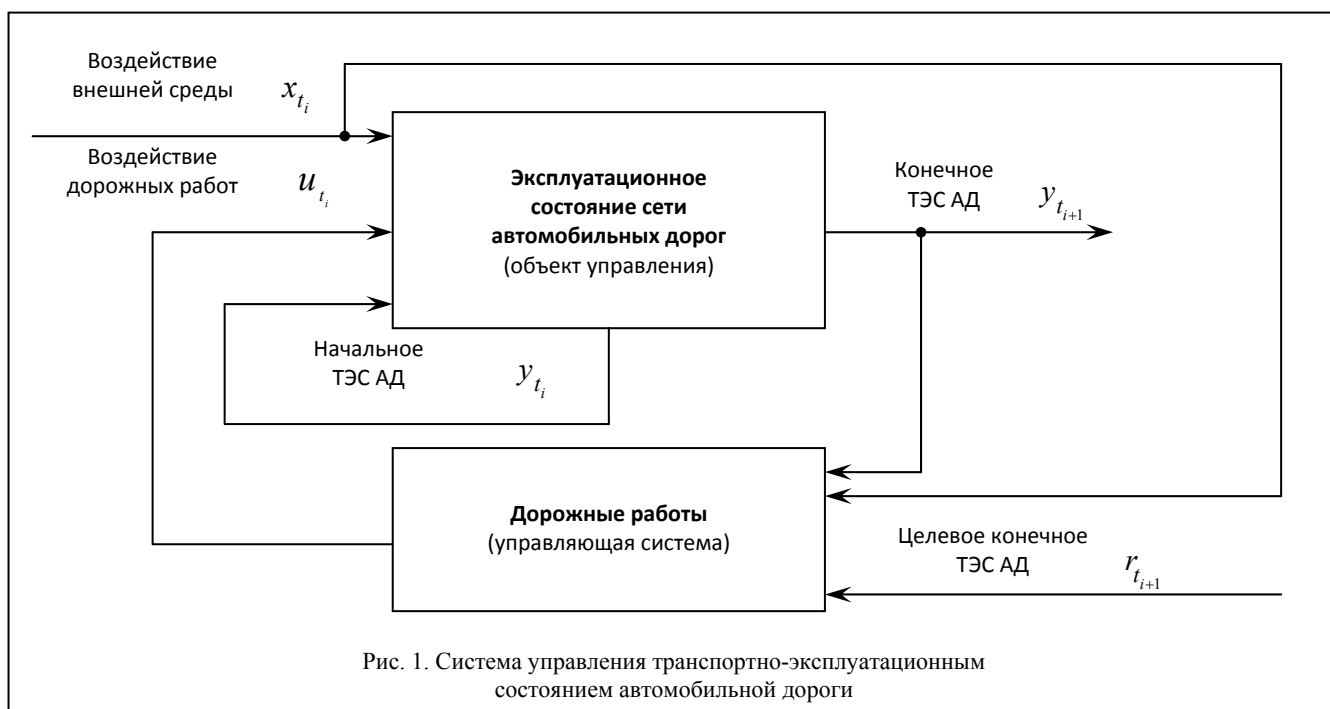 Воздействие
внешней среды
x_{t_i}
Воздействие
дорожных работ
u_{t_i}
Эксплуатационное
состояние сети
автомобильных дорог
(объект управления)
Конечное
ТЭС АД
y_{t_{i+1}}
Начальное
ТЭС АД
y_{t_i}
Дорожные работы
(управляющая система)
Целевое конечное
ТЭС АД
r_{t_{i+1}}
Рис. 1. Система управления транспортно-эксплуатационным
состоянием автомобильной дороги